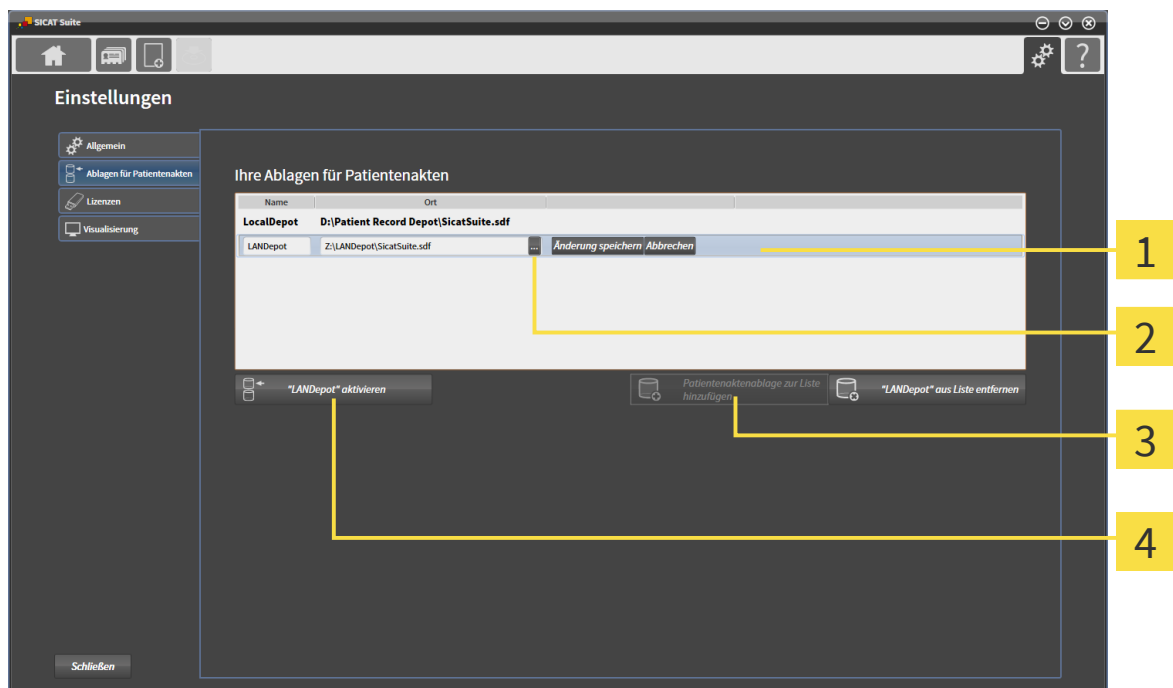 SICAT Suite
?
Einstellungen
Allgemein
Ablagen für Patientenakten
Lizenzen
Visualisierung
Ihre Ablagen für Patientenakten
Name Ort
LocalDepot D:\Patient Record Depot\SicatSuite.sdf
LANDepot Z:\LANDepot\SicatSuite.sdf ... Änderung speichern Abbrechen
"LANDepot" aktivieren
Patientenaktenablage zur Liste
hinzufügen
"LANDepot" aus Liste entfernen
Schließen
1
2
3
4